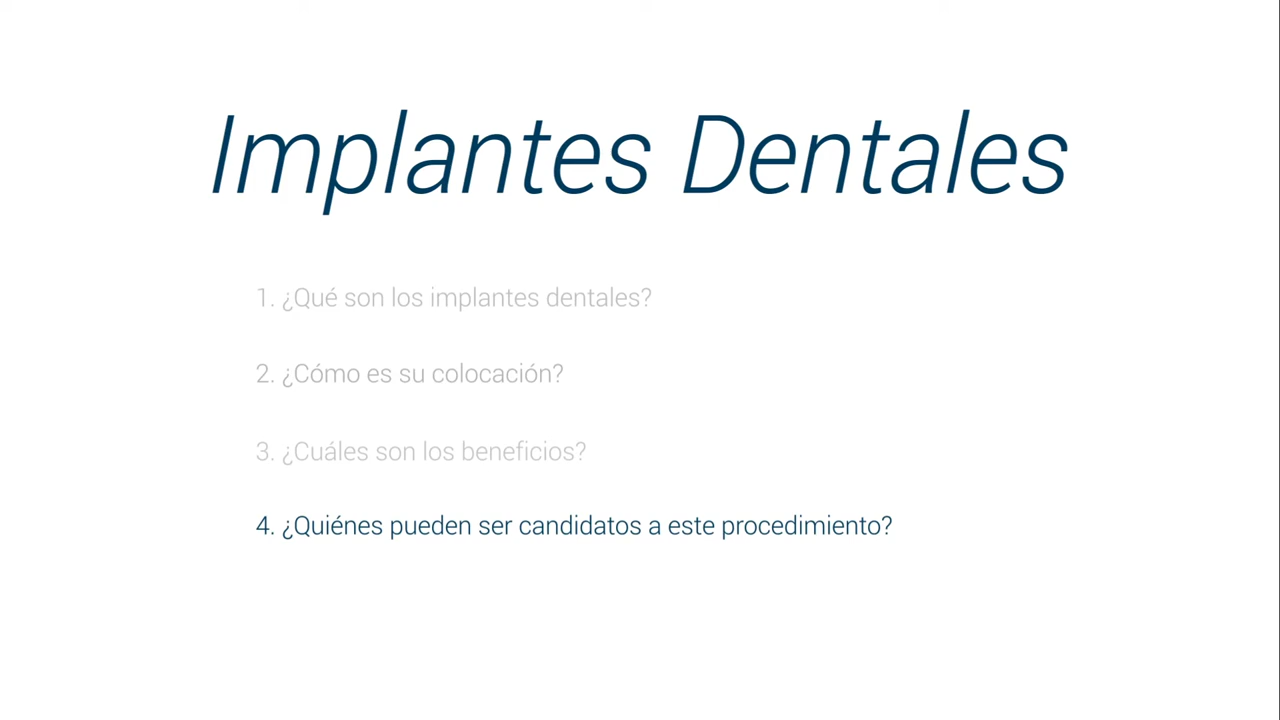 Implantes Dentales
1. ¿Qué son los implantes dentales?
2. ¿Cómo es su colocación?
3. ¿Cuáles son los beneficios?
4. ¿Quiénes pueden ser candidatos a este procedimiento?